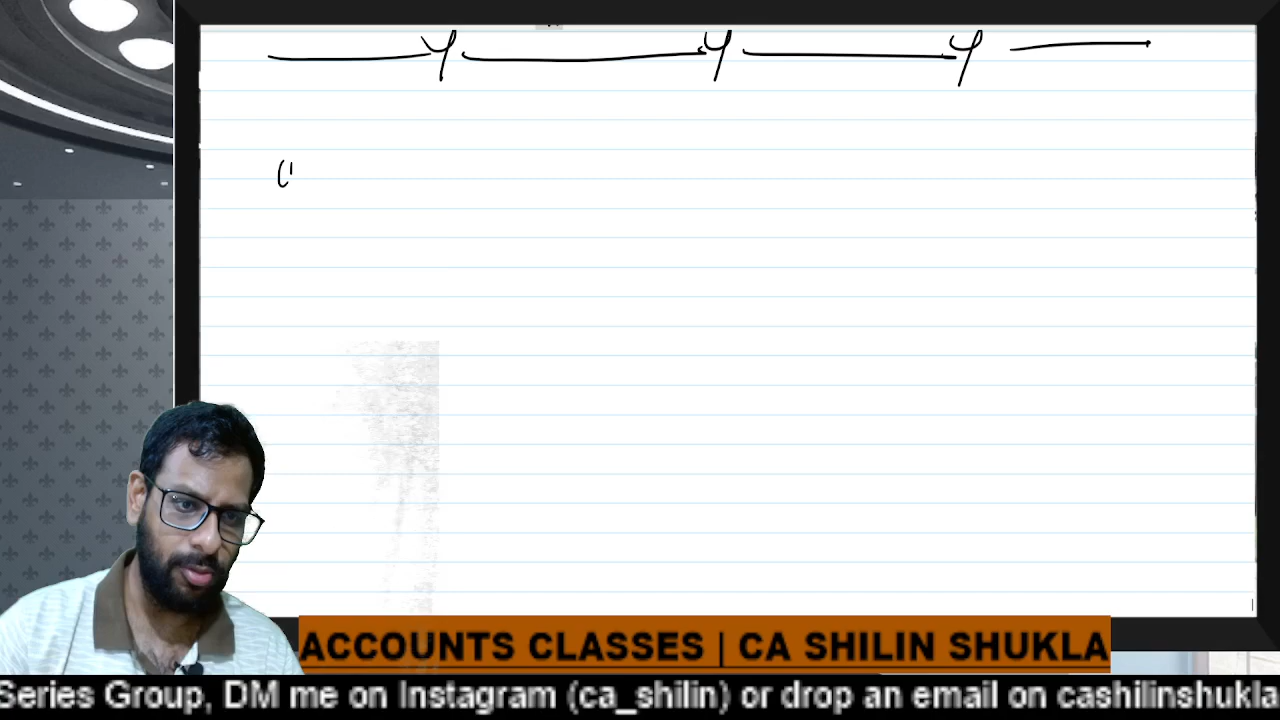 ACCOUNTS CLASSES | CA SHILIN SHUKLA
Series Group, DM me on Instagram (ca_shilin) or drop an email on cashilinshukla